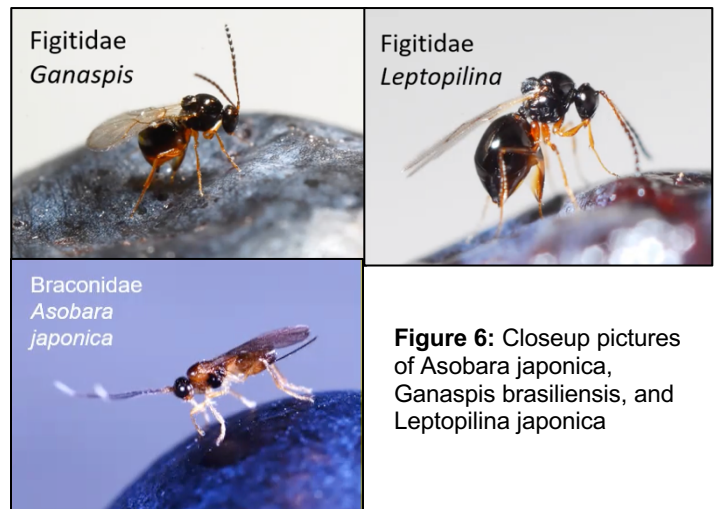 Figitidae
Ganaspis
Figitidae
Leptopilina
Braconidae
Asobara
japonica
Figure 6: Closeup pictures
of Asobara japonica,
Ganaspis brasiliensis, and
Leptopilina japonica